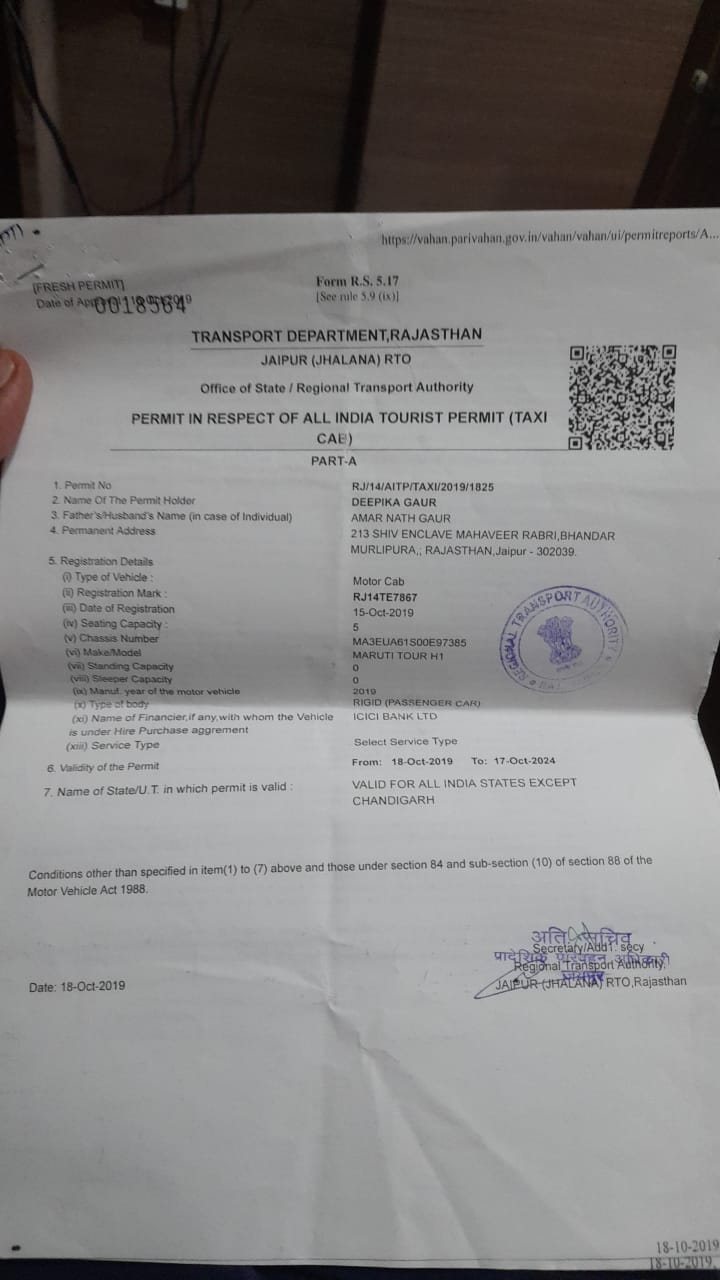 https://vahan.parivahan.gov.in/vahan/vahan/ui/permitreports/A...
[FRESH PERMIT]
Form R.S. 5.17
Date of
0018564
[See rule 5.9 (ix)]
TRANSPORT DEPARTMENT,RAJASTHAN
JAIPUR (JHALANA) RTO
Office of State / Regional Transport Authority
PERMIT IN RESPECT OF ALL INDIA TOURIST PERMIT (TAXI
CAB)
PART-A
1. Permit No RJ/14/AITP/TAXI/2019/1825
2. Name Of The Permit Holder DEEPIKA GAUR
3. Father's/Husband's Name (in case of Individual) AMAR NATH GAUR
4. Permanent Address 213 SHIV ENCLAVE MAHAVEER RABRI,BHANDAR
MURLIPURA,; RAJASTHAN,Jaipur - 302039.
5. Registration Details
(i) Type of Vehicle : Motor Cab
(ii) Registration Mark : RJ14TE7867
(iii) Date of Registration 15-Oct-2019
(iv) Seating Capacity : 5
(v) Chassis Number MA3EUA61S00E97385
(vi) Make/Model MARUTI TOUR H1
(vii) Standing Capacity 0
(viii) Sleeper Capacity 0
(ix) Manuf. year of the motor vehicle 2019
(x) Type of body RIGID (PASSENGER CAR)
(xi) Name of Financier,if any,with whom the Vehicle ICICI BANK LTD
is under Hire Purchase aggrement
(xiii) Service Type Select Service Type
6. Validity of the Permit From: 18-Oct-2019 To: 17-Oct-2024
7. Name of State/U.T. in which permit is valid : VALID FOR ALL INDIA STATES EXCEPT
CHANDIGARH
REGIONAL TRANSPORT AUTHORITY
Conditions other than specified in item(1) to (7) above and those under section 84 and sub-section (10) of section 88 of the
Motor Vehicle Act 1988.
अति सचिव
Secretary/Add1. secy
प्रादेशिक परिवहन अधिकारी
Regional Transport Authority.
जयपुर
Date: 18-Oct-2019
JAIPUR (JHALANA) RTO,Rajasthan
18-10-2019
18-10-2019